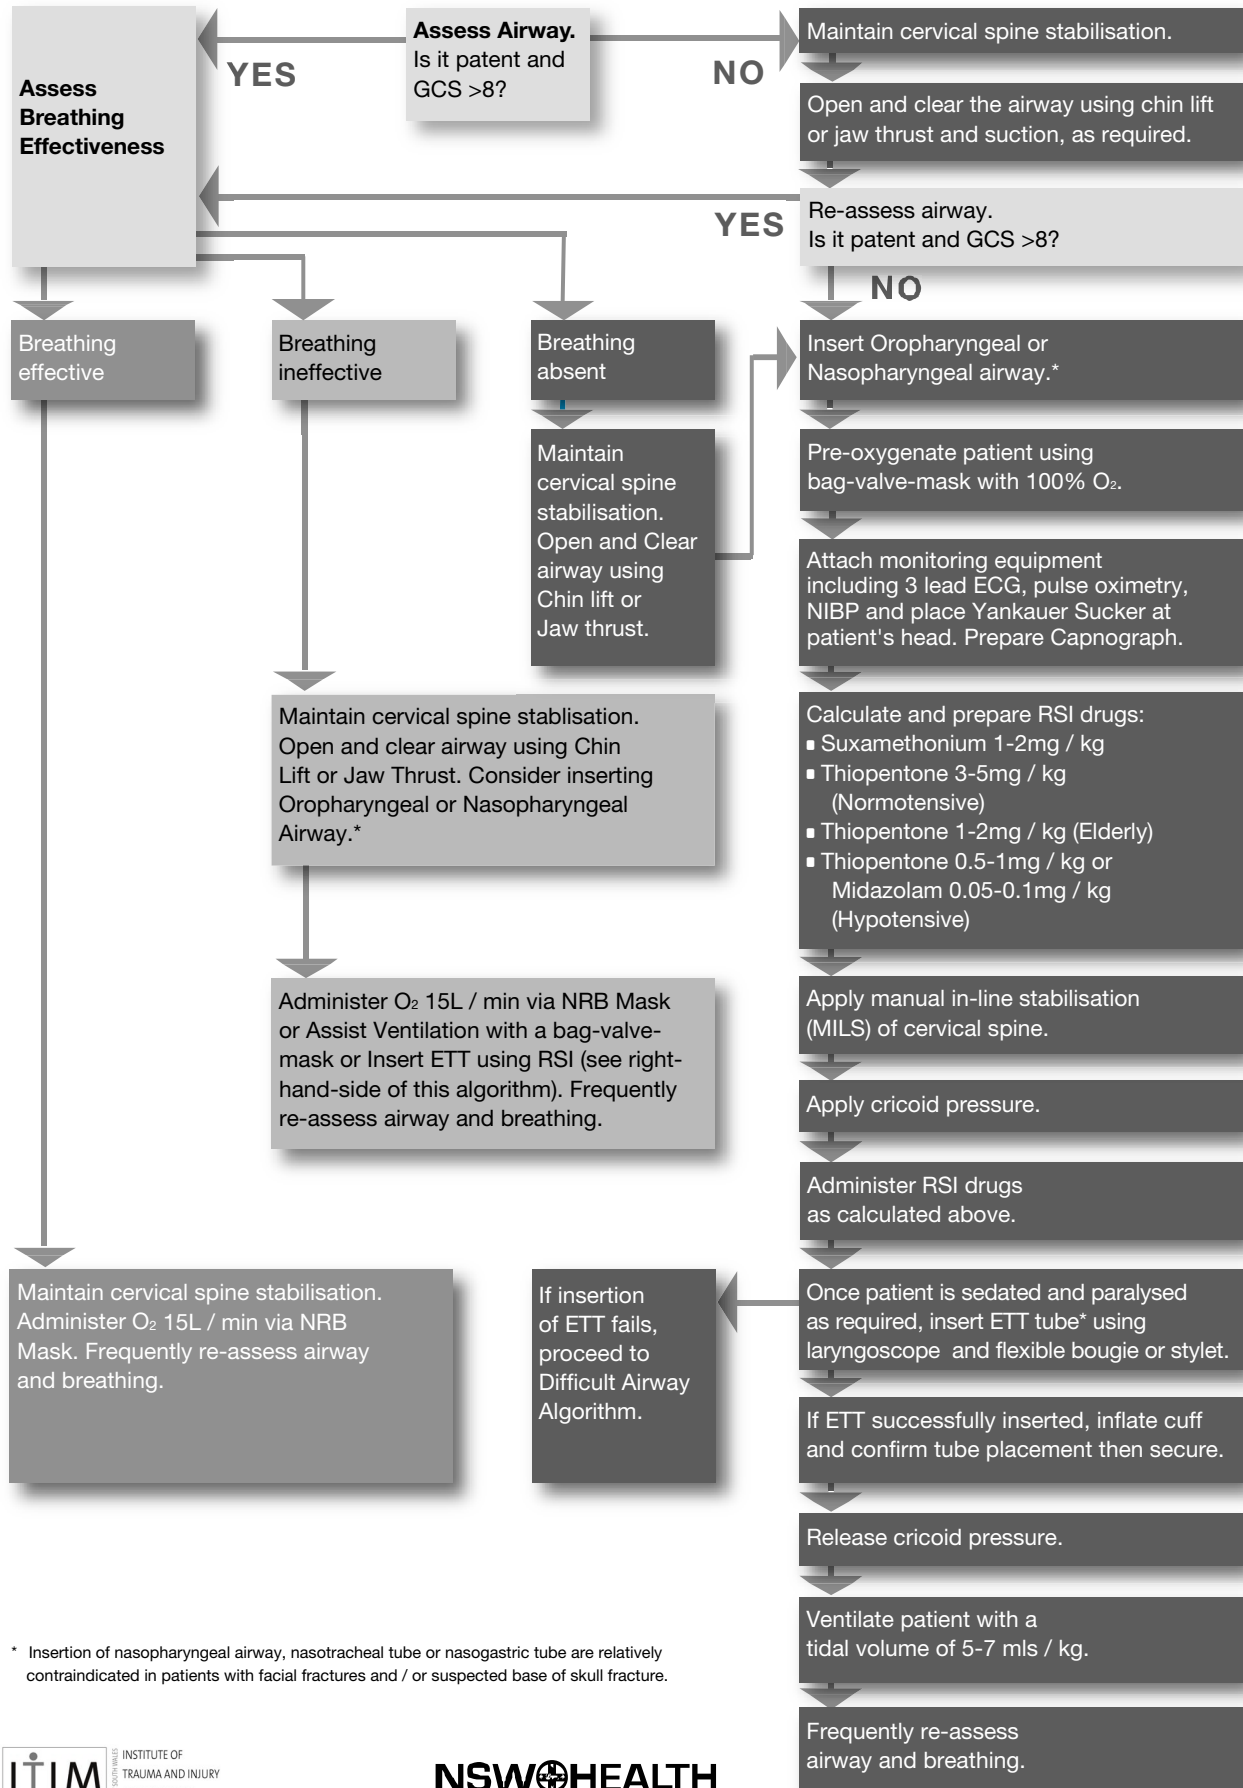 Assess Airway.
Is it patent and
GCS >8?
YES
NO
Assess
Breathing
Effectiveness
Maintain cervical spine stabilisation.
Open and clear the airway using chin lift
or jaw thrust and suction, as required.
YES
Re-assess airway.
Is it patent and GCS >8?
NO
Breathing
effective
Breathing
ineffective
Breathing
absent
Insert Oropharyngeal or
Nasopharyngeal airway.*
Maintain
cervical spine
stabilisation.
Open and Clear
airway using
Chin lift or
Jaw thrust.
Pre-oxygenate patient using
bag-valve-mask with 100% O₂.
Attach monitoring equipment
including 3 lead ECG, pulse oximetry,
NIBP and place Yankauer Sucker at
patient's head. Prepare Capnograph.
Maintain cervical spine stablisation.
Open and clear airway using Chin
Lift or Jaw Thrust. Consider inserting
Oropharyngeal or Nasopharyngeal
Airway.*
Calculate and prepare RSI drugs:
▪ Suxamethonium 1-2mg / kg
▪ Thiopentone 3-5mg / kg
(Normotensive)
▪ Thiopentone 1-2mg / kg (Elderly)
▪ Thiopentone 0.5-1mg / kg or
Midazolam 0.05-0.1mg / kg
(Hypotensive)
Administer O₂ 15L / min via NRB Mask
or Assist Ventilation with a bag-valve-
mask or Insert ETT using RSI (see right-
hand-side of this algorithm). Frequently
re-assess airway and breathing.
Apply manual in-line stabilisation
(MILS) of cervical spine.
Apply cricoid pressure.
Administer RSI drugs
as calculated above.
Maintain cervical spine stabilisation.
Administer O₂ 15L / min via NRB
Mask. Frequently re-assess airway
and breathing.
If insertion
of ETT fails,
proceed to
Difficult Airway
Algorithm.
Once patient is sedated and paralysed
as required, insert ETT tube* using
laryngoscope and flexible bougie or stylet.
If ETT successfully inserted, inflate cuff
and confirm tube placement then secure.
Release cricoid pressure.
Ventilate patient with a
tidal volume of 5-7 mls / kg.
Frequently re-assess
airway and breathing.
* Insertion of nasopharyngeal airway, nasotracheal tube or nasogastric tube are relatively
contraindicated in patients with facial fractures and / or suspected base of skull fracture.
ITIM
INSTITUTE OF
TRAUMA AND INJURY
NSW HEALTH